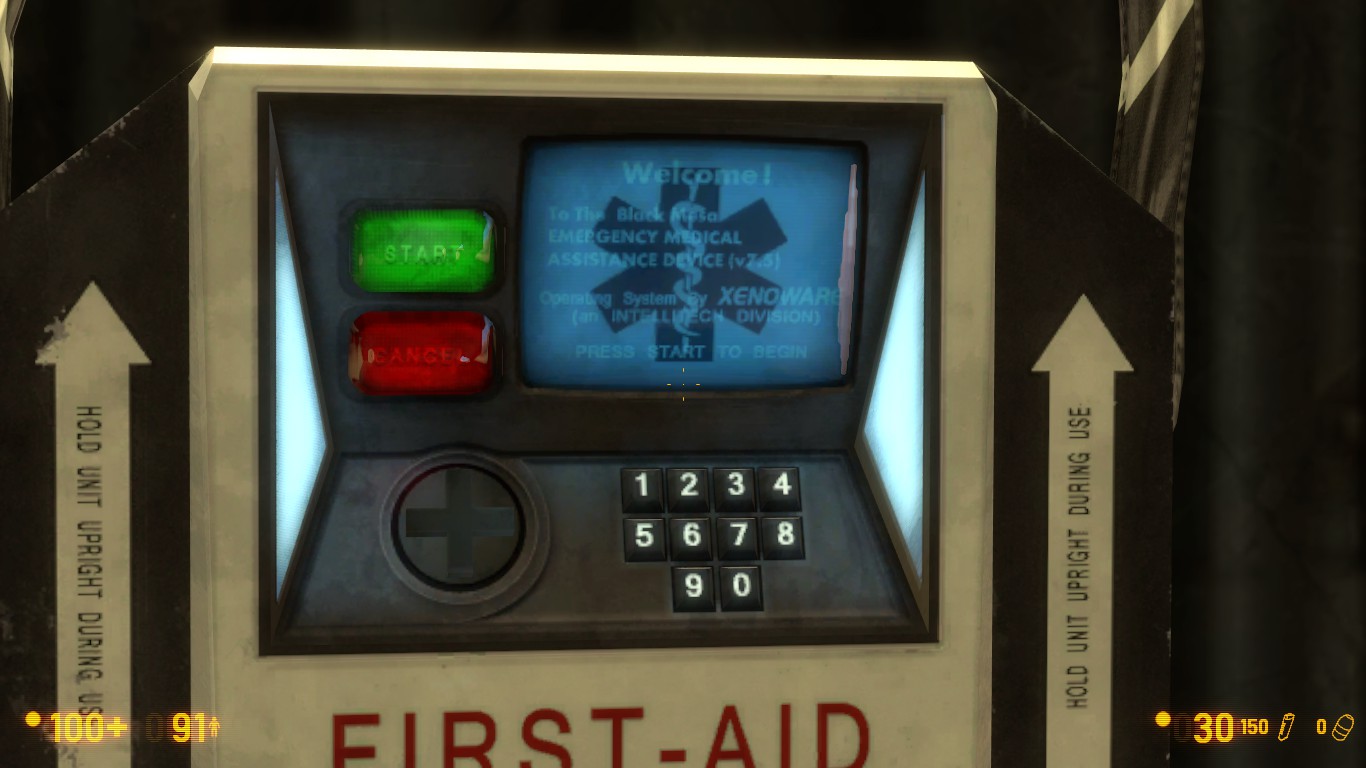 Welcome!
To The Black Mesa
EMERGENCY MEDICAL
ASSISTANCE DEVICE (v7.5)
Operating System By XENOWARE
(an INTELLITECH DIVISION)
PRESS START TO BEGIN
START
CANCEL
1 2 3 4
5 6 7 8
9 0
HOLD UNIT UPRIGHT DURING USE
HOLD UNIT UPRIGHT DURING USE
FIRST-AID
100+ 91
30 150 0